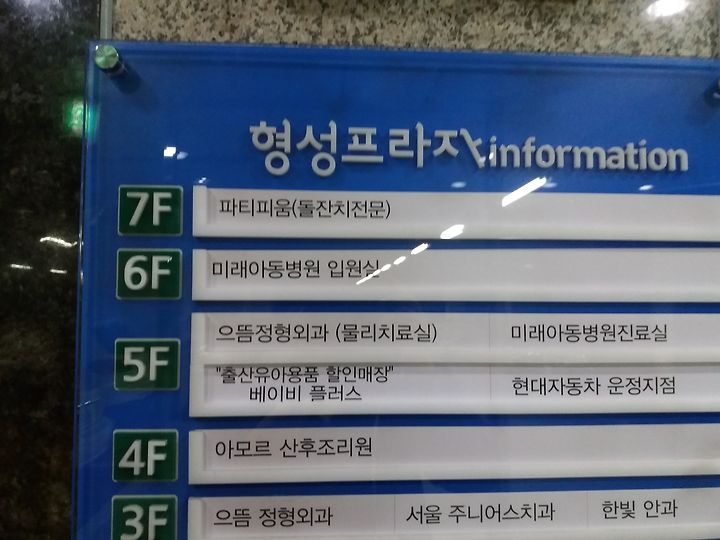 형성프라자 information
7F 파티피움(돌잔치전문)
6F 미래아동병원 입원실
5F 으뜸정형외과 (물리치료실) 미래아동병원진료실
"출산유아용품 할인매장"
베이비 플러스 현대자동차 운정지점
4F 아모르 산후조리원
3F 으뜸 정형외과 서울 주니어스치과 한빛 안과